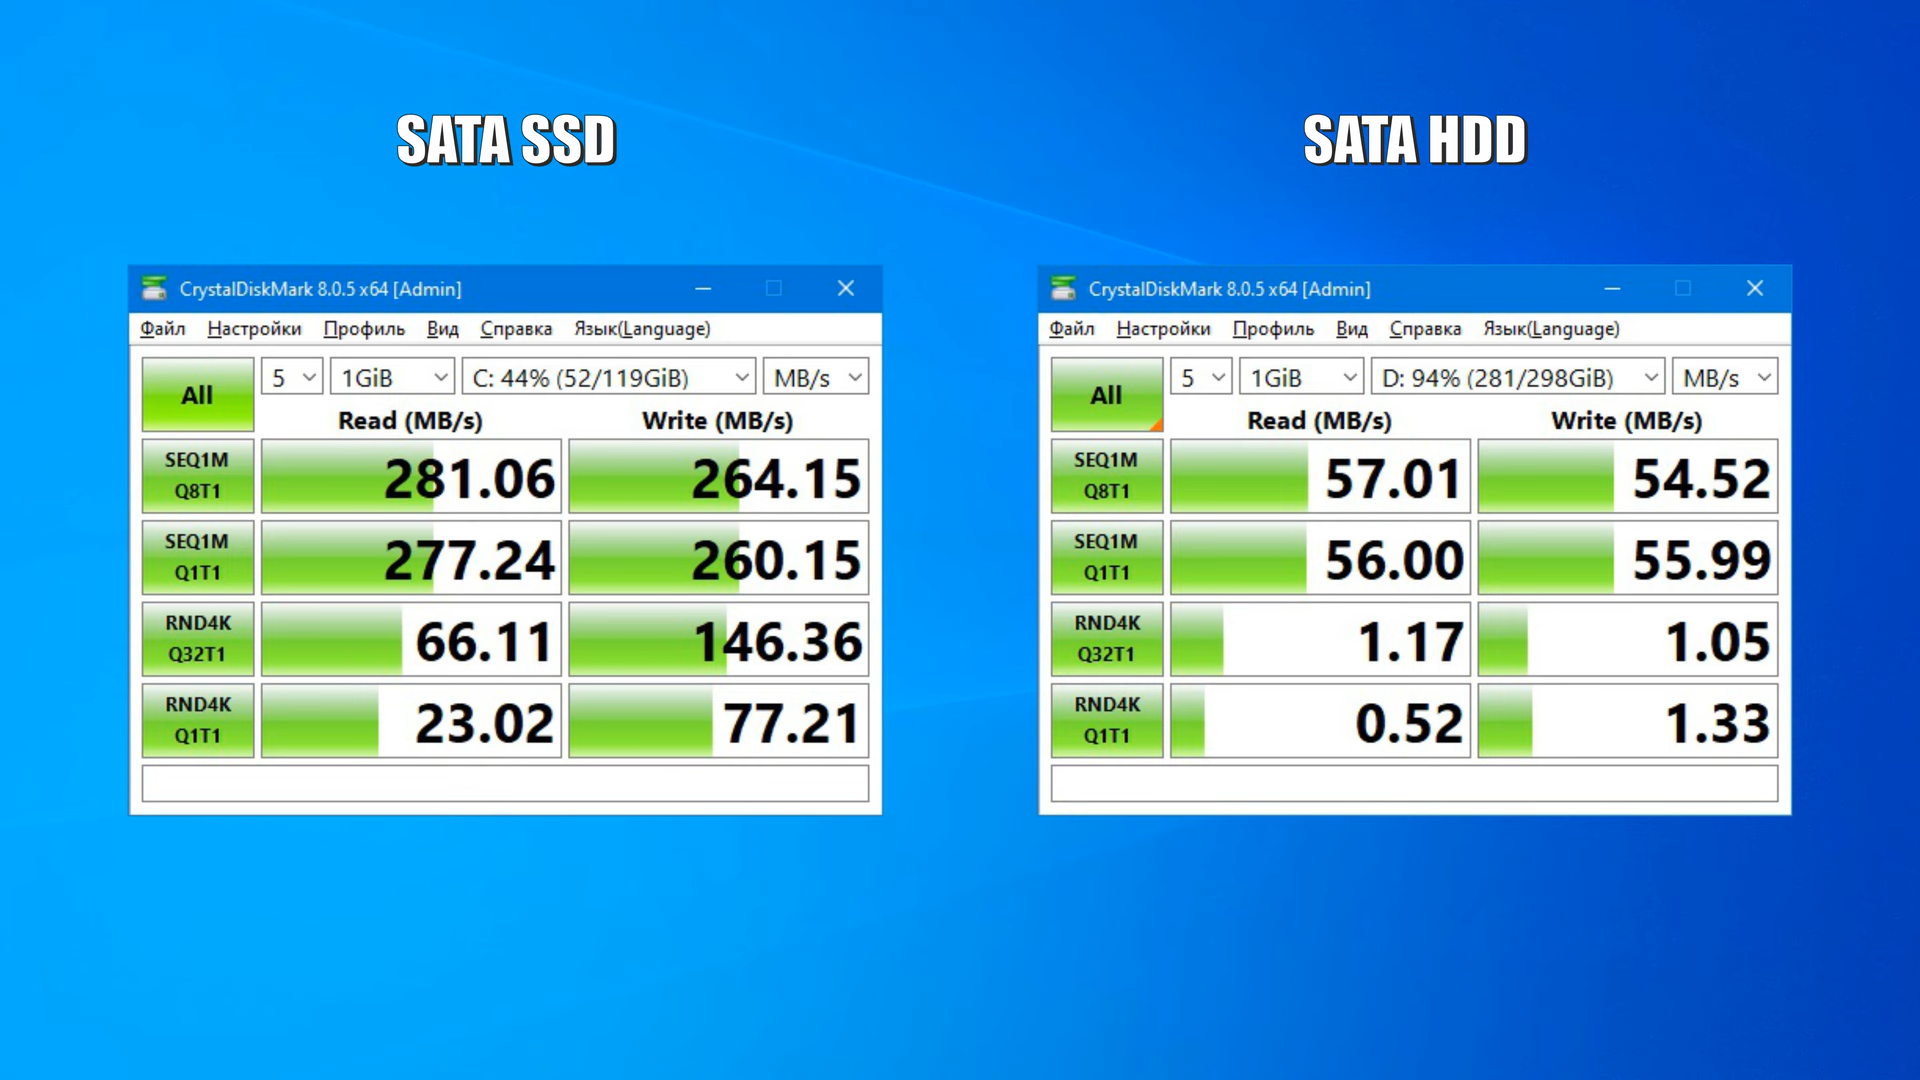 SATA SSD
SATA HDD
CrystalDiskMark 8.0.5 x64 [Admin]
Файл Настройки Профиль Вид Справка Язык(Language)
All 5 1GiB C: 44% (52/119GiB) MB/s
Read (MB/s) Write (MB/s)
SEQ1M
Q8T1 281.06 264.15
SEQ1M
Q1T1 277.24 260.15
RND4K
Q32T1 66.11 146.36
RND4K
Q1T1 23.02 77.21
CrystalDiskMark 8.0.5 x64 [Admin]
Файл Настройки Профиль Вид Справка Язык(Language)
All 5 1GiB D: 94% (281/298GiB) MB/s
Read (MB/s) Write (MB/s)
SEQ1M
Q8T1 57.01 54.52
SEQ1M
Q1T1 56.00 55.99
RND4K
Q32T1 1.17 1.05
RND4K
Q1T1 0.52 1.33